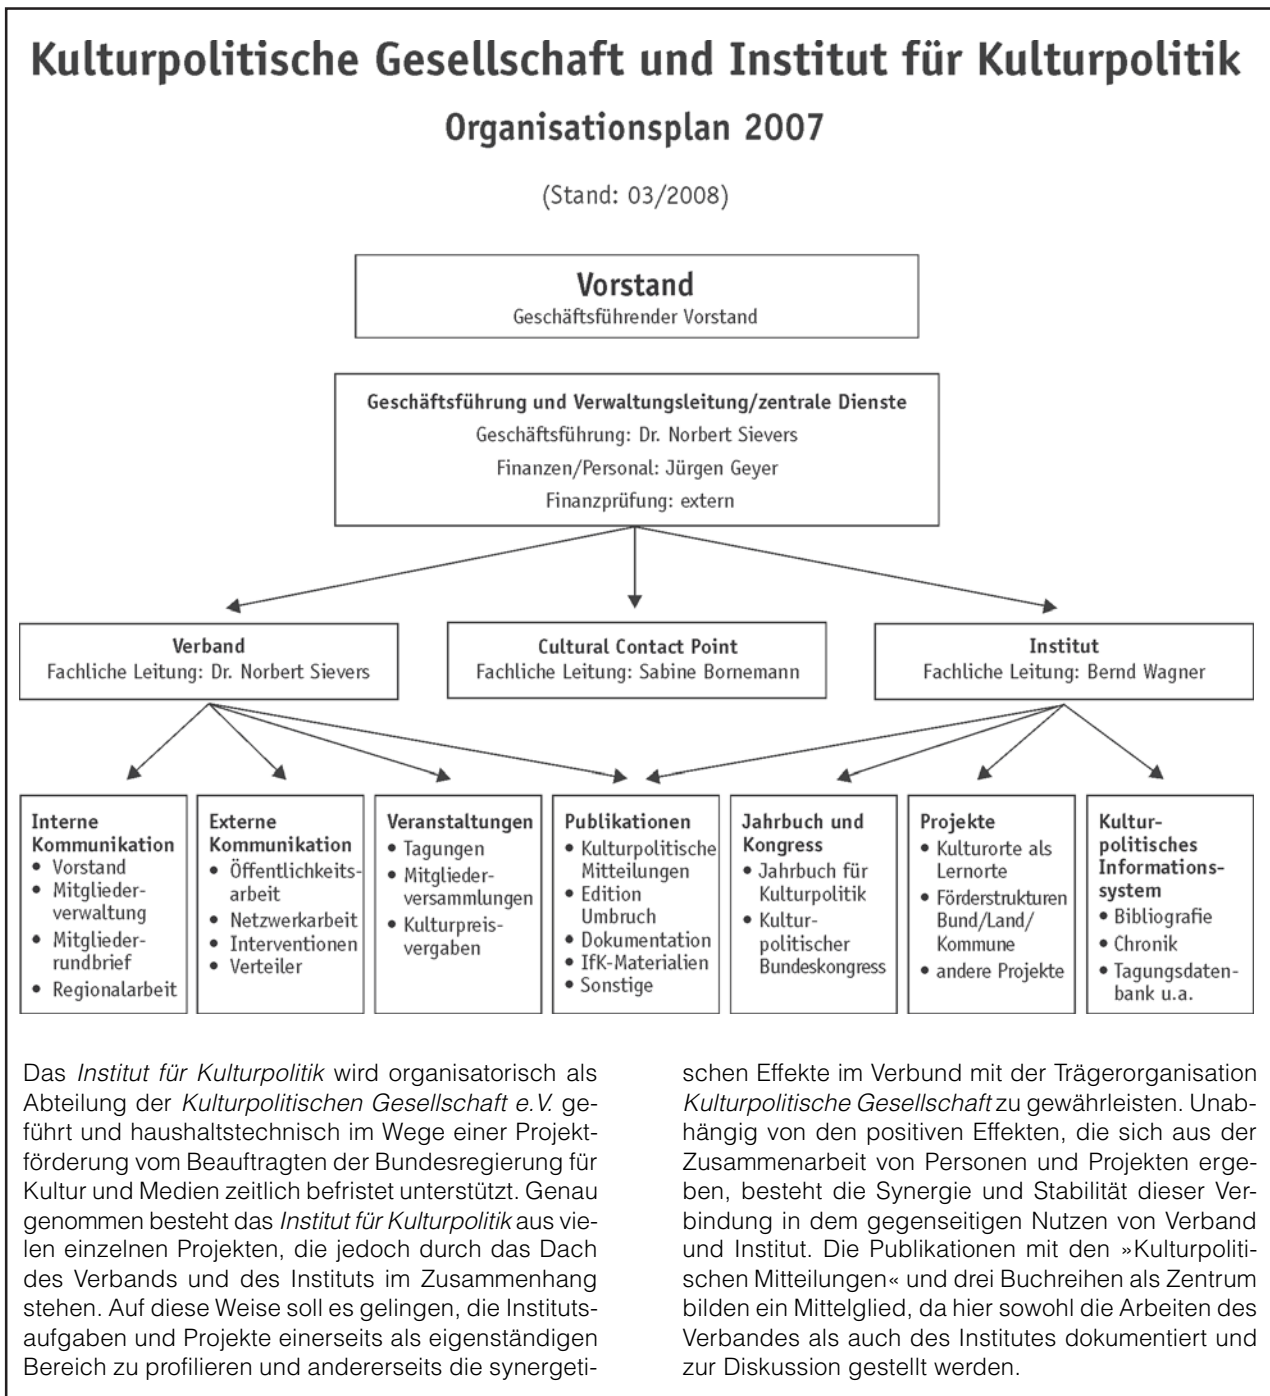 Kulturpolitische Gesellschaft und Institut für Kulturpolitik
Organisationsplan 2007
(Stand: 03/2008)
Vorstand
Geschäftsführender Vorstand
Geschäftsführung und Verwaltungsleitung/zentrale Dienste
Geschäftsführung: Dr. Norbert Sievers
Finanzen/Personal: Jürgen Geyer
Finanzprüfung: extern
Verband
Fachliche Leitung: Dr. Norbert Sievers
Cultural Contact Point
Fachliche Leitung: Sabine Bornemann
Institut
Fachliche Leitung: Bernd Wagner
Interne
Kommunikation
• Vorstand
• Mitglieder-
verwaltung
• Mitglieder-
rundbrief
• Regionalarbeit
Externe
Kommunikation
• Öffentlichkeits-
arbeit
• Netzwerkarbeit
• Interventionen
• Verteiler
Veranstaltungen
• Tagungen
• Mitglieder-
versammlungen
• Kulturpreis-
vergaben
Publikationen
• Kulturpolitische
Mitteilungen
• Edition
Umbruch
• Dokumentation
• IfK-Materialien
• Sonstige
Jahrbuch und
Kongress
• Jahrbuch für
Kulturpolitik
• Kultur-
politischer
Bundeskongress
Projekte
• Kulturorte als
Lernorte
• Förderstrukturen
Bund/Land/
Kommune
• andere Projekte
Kultur-
politisches
Informations-
system
• Bibliografie
• Chronik
• Tagungsdaten-
bank u.a.
Das Institut für Kulturpolitik wird organisatorisch als
Abteilung der Kulturpolitischen Gesellschaft e.V. ge-
führt und haushaltstechnisch im Wege einer Projekt-
förderung vom Beauftragten der Bundesregierung für
Kultur und Medien zeitlich befristet unterstützt. Genau
genommen besteht das Institut für Kulturpolitik aus vie-
len einzelnen Projekten, die jedoch durch das Dach
des Verbands und des Instituts im Zusammenhang
stehen. Auf diese Weise soll es gelingen, die Instituts-
aufgaben und Projekte einerseits als eigenständigen
Bereich zu profilieren und andererseits die synergeti-
schen Effekte im Verbund mit der Trägerorganisation
Kulturpolitische Gesellschaft zu gewährleisten. Unab-
hängig von den positiven Effekten, die sich aus der
Zusammenarbeit von Personen und Projekten erge-
ben, besteht die Synergie und Stabilität dieser Ver-
bindung in dem gegenseitigen Nutzen von Verband
und Institut. Die Publikationen mit den »Kulturpoliti-
schen Mitteilungen« und drei Buchreihen als Zentrum
bilden ein Mittelglied, da hier sowohl die Arbeiten des
Verbandes als auch des Institutes dokumentiert und
zur Diskussion gestellt werden.